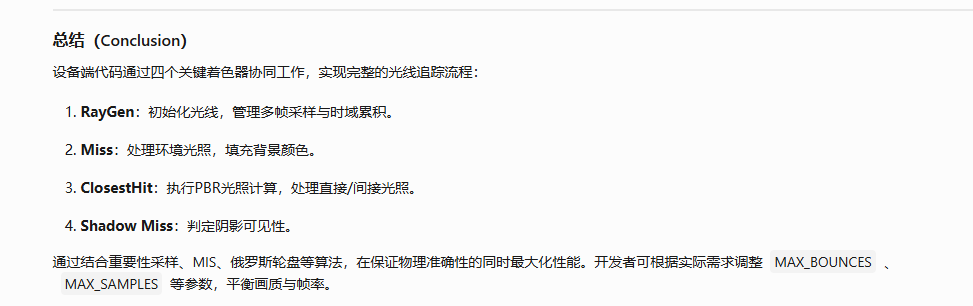 总结（Conclusion）
设备端代码通过四个关键着色器协同工作，实现完整的光线追踪流程：
1. RayGen：初始化光线，管理多帧采样与时域累积。
2. Miss：处理环境光照，填充背景颜色。
3. ClosestHit：执行PBR光照计算，处理直接/间接光照。
4. Shadow Miss：判定阴影可见性。
通过结合重要性采样、MIS、俄罗斯轮盘等算法，在保证物理准确性的同时最大化性能。开发者可根据实际需求调整 MAX_BOUNCES 、
MAX_SAMPLES 等参数，平衡画质与帧率。